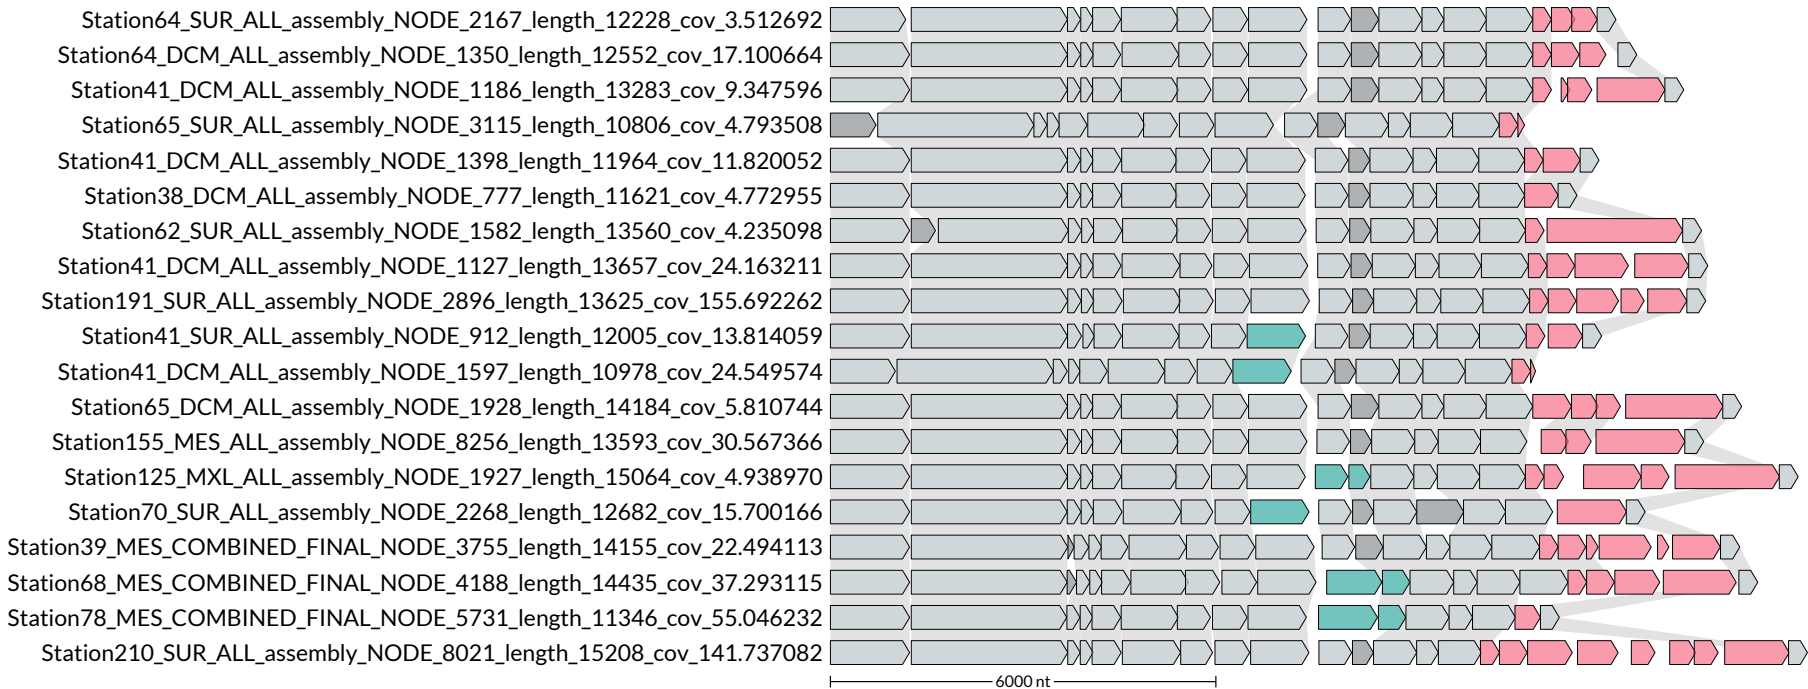 Station64_SUR_ALL_assembly_NODE_2167_length_12228_cov_3.512692
Station64_DCM_ALL_assembly_NODE_1350_length_12552_cov_17.100664
Station41_DCM_ALL_assembly_NODE_1186_length_13283_cov_9.347596
Station65_SUR_ALL_assembly_NODE_3115_length_10806_cov_4.793508
Station41_DCM_ALL_assembly_NODE_1398_length_11964_cov_11.820052
Station38_DCM_ALL_assembly_NODE_777_length_11621_cov_4.772955
Station62_SUR_ALL_assembly_NODE_1582_length_13560_cov_4.235098
Station41_DCM_ALL_assembly_NODE_1127_length_13657_cov_24.163211
Station191_SUR_ALL_assembly_NODE_2896_length_13625_cov_155.692262
Station41_SUR_ALL_assembly_NODE_912_length_12005_cov_13.814059
Station41_DCM_ALL_assembly_NODE_1597_length_10978_cov_24.549574
Station65_DCM_ALL_assembly_NODE_1928_length_14184_cov_5.810744
Station155_MES_ALL_assembly_NODE_8256_length_13593_cov_30.567366
Station125_MXL_ALL_assembly_NODE_1927_length_15064_cov_4.938970
Station70_SUR_ALL_assembly_NODE_2268_length_12682_cov_15.700166
Station39_MES_COMBINED_FINAL_NODE_3755_length_14155_cov_22.494113
Station68_MES_COMBINED_FINAL_NODE_4188_length_14435_cov_37.293115
Station78_MES_COMBINED_FINAL_NODE_5731_length_11346_cov_55.046232
Station210_SUR_ALL_assembly_NODE_8021_length_15208_cov_141.737082
6000 nt